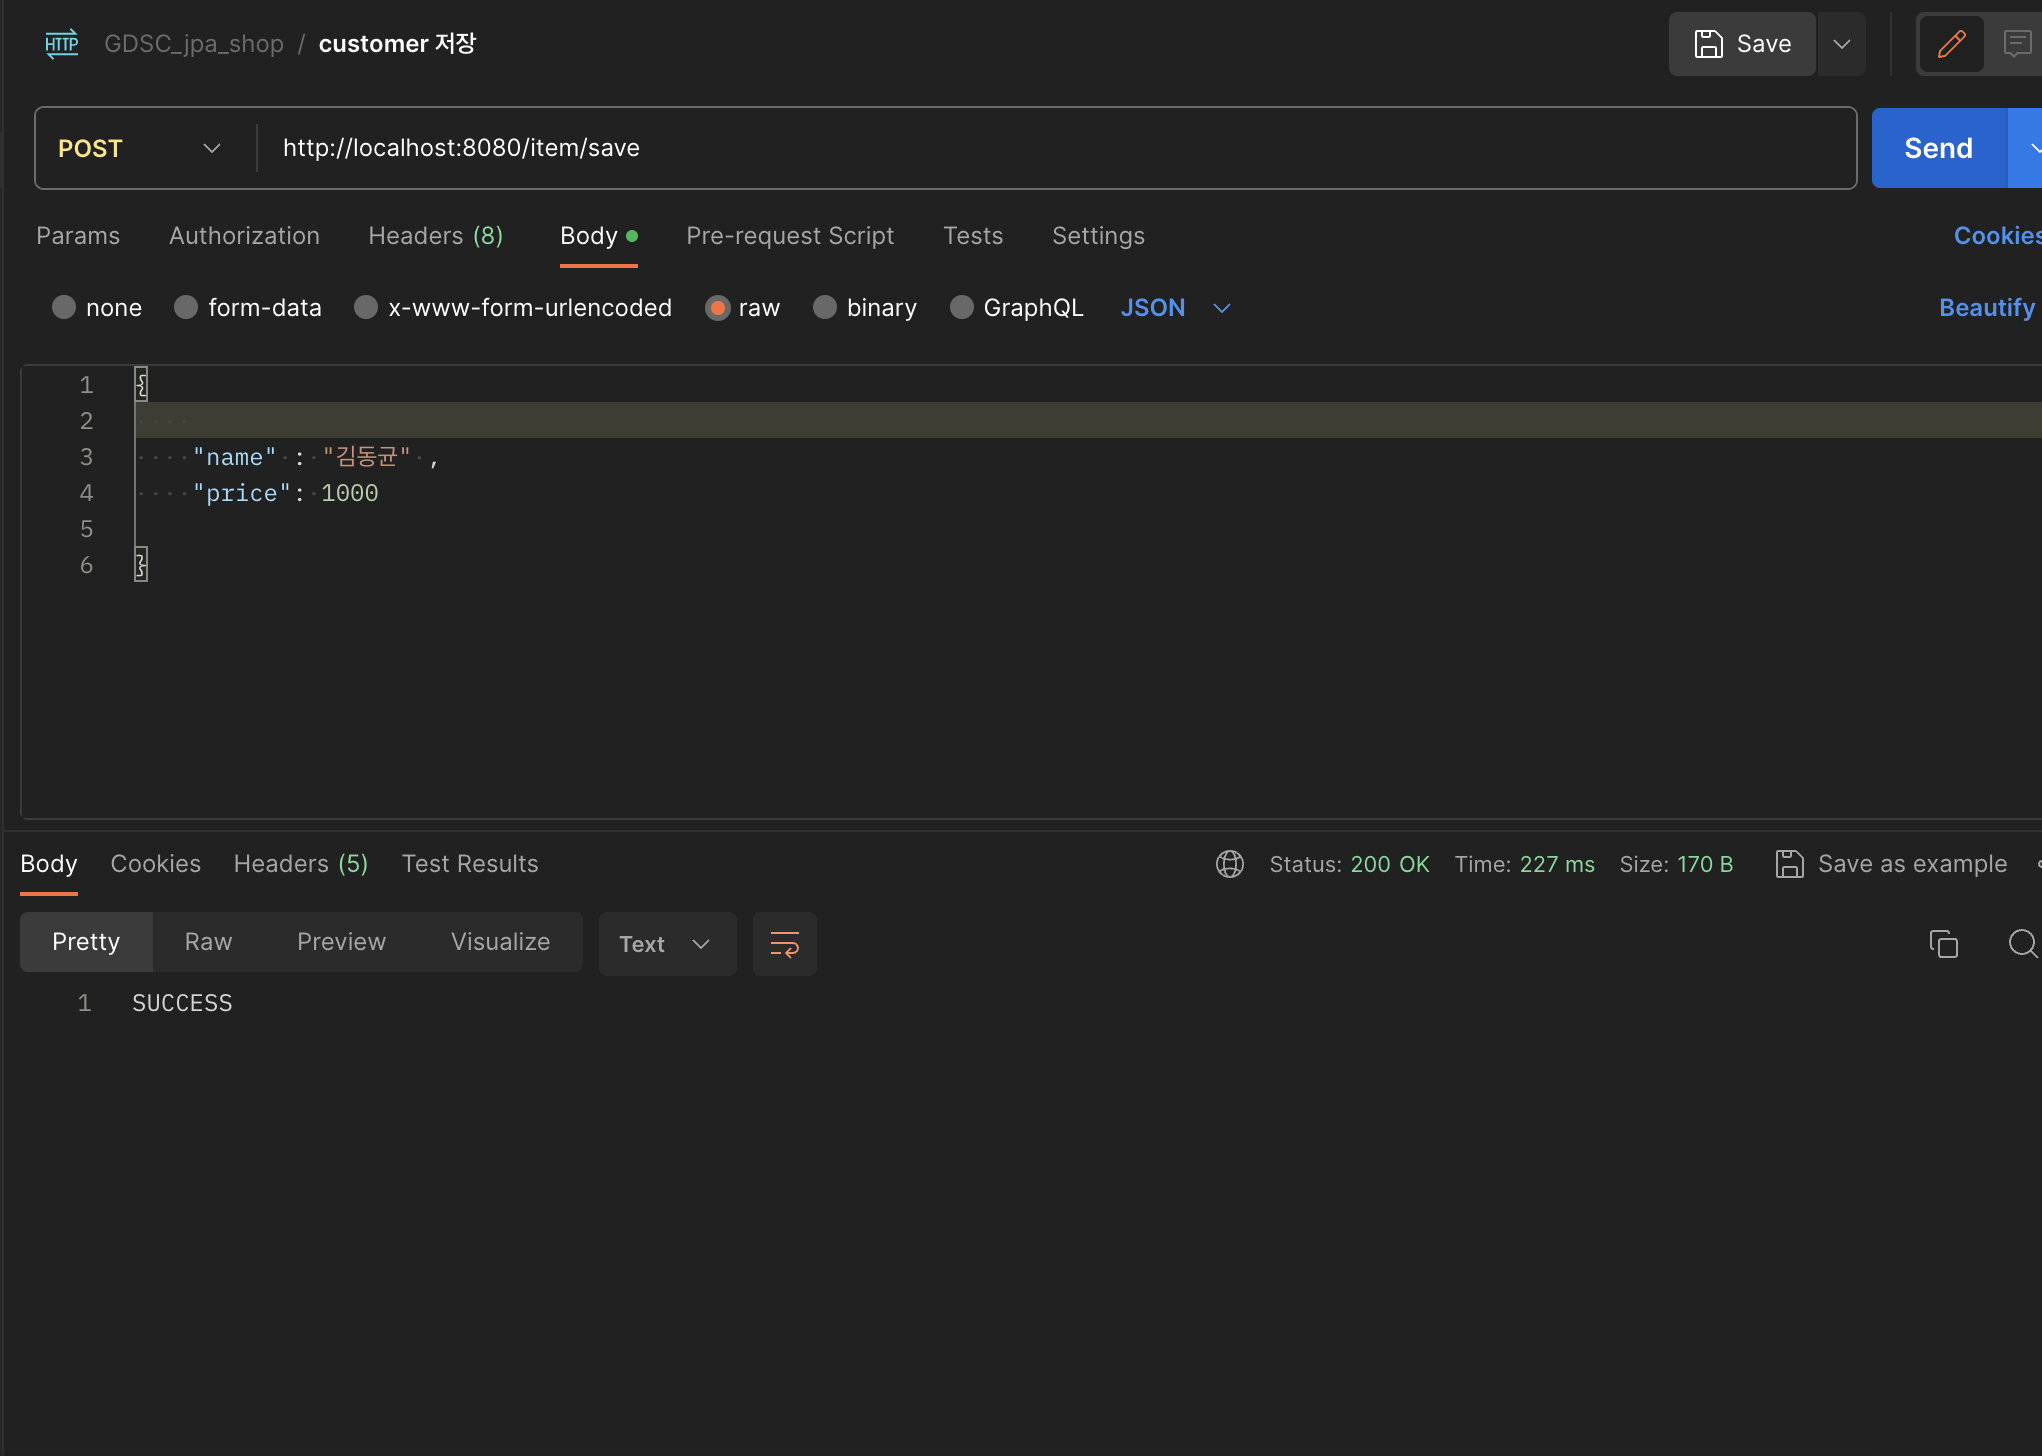 HTTP GDSC_jpa_shop / customer 저장 Save
POST http://localhost:8080/item/save Send
Params Authorization Headers (8) Body Pre-request Script Tests Settings Cookies
none form-data x-www-form-urlencoded raw binary GraphQL JSON Beautify
1 {
2
3 "name" : "김동균" ,
4 "price": 1000
5
6 }
Body Cookies Headers (5) Test Results Status: 200 OK Time: 227 ms Size: 170 B Save as example
Pretty Raw Preview Visualize Text
1 SUCCESS